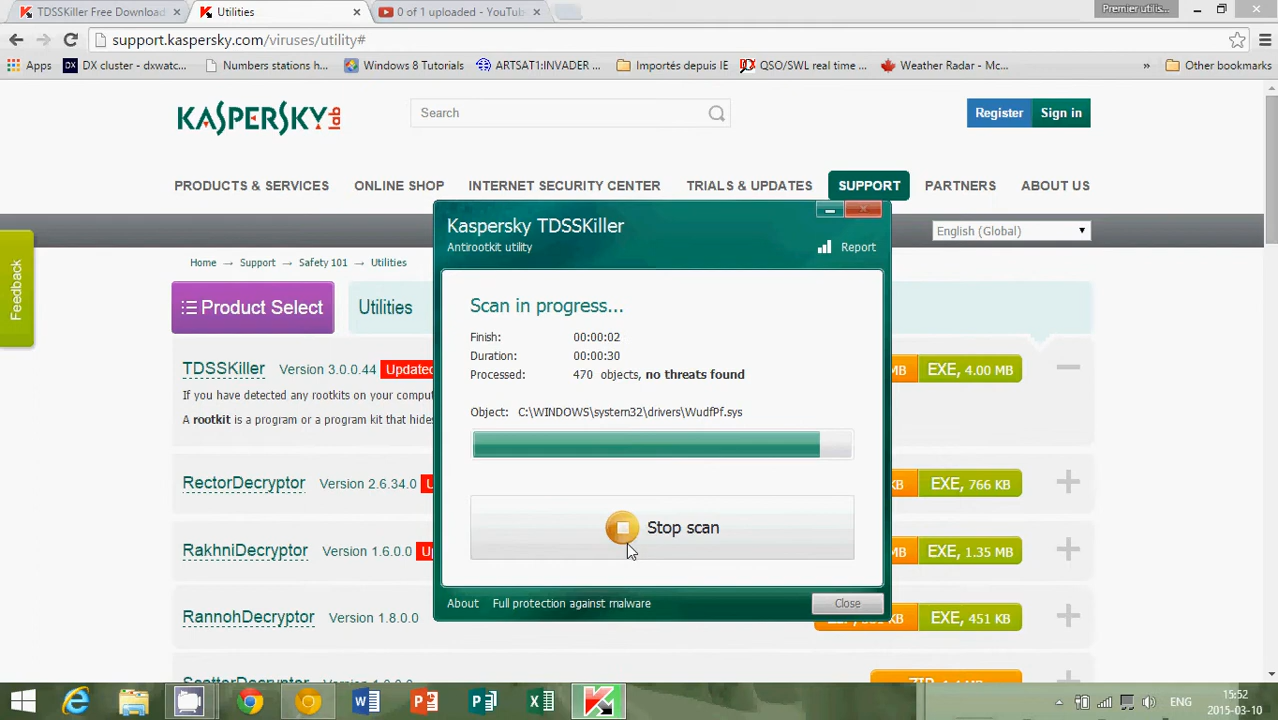 TDSSKiller Free Download
Utilities
0 of 1 uploaded - YouTub
Premier utilis...
support.kaspersky.com/viruses/utility#
Apps
DX cluster - dxwatc...
Numbers stations h...
Windows 8 Tutorials
ARTSAT1:INVADER ...
Importés depuis IE
QSO/SWL real time ...
Weather Radar - Mc...
»
Other bookmarks
KASPERSKY lab
Search
Register
Sign in
PRODUCTS & SERVICES
ONLINE SHOP
INTERNET SECURITY CENTER
TRIALS & UPDATES
SUPPORT
PARTNERS
ABOUT US
English (Global)
Feedback
Home → Support → Safety 101 → Utilities
Product Select
Utilities
TDSSKiller Version 3.0.0.44 Updated
MB
EXE, 4.00 MB
If you have detected any rootkits on your compu
A rootkit is a program or a program kit that hides
RectorDecryptor Version 2.6.34.0
KB
EXE, 766 KB
RakhniDecryptor Version 1.6.0.0
MB
EXE, 1.35 MB
RannohDecryptor Version 1.8.0.0
KB
EXE, 451 KB
Kaspersky TDSSKiller
Antirootkit utility
Report
Scan in progress...
Finish: 00:00:02
Duration: 00:00:30
Processed: 470 objects, no threats found
Object: C:\WINDOWS\system32\drivers\WudfPf.sys
Stop scan
About
Full protection against malware
Close
ENG
15:52
2015-03-10